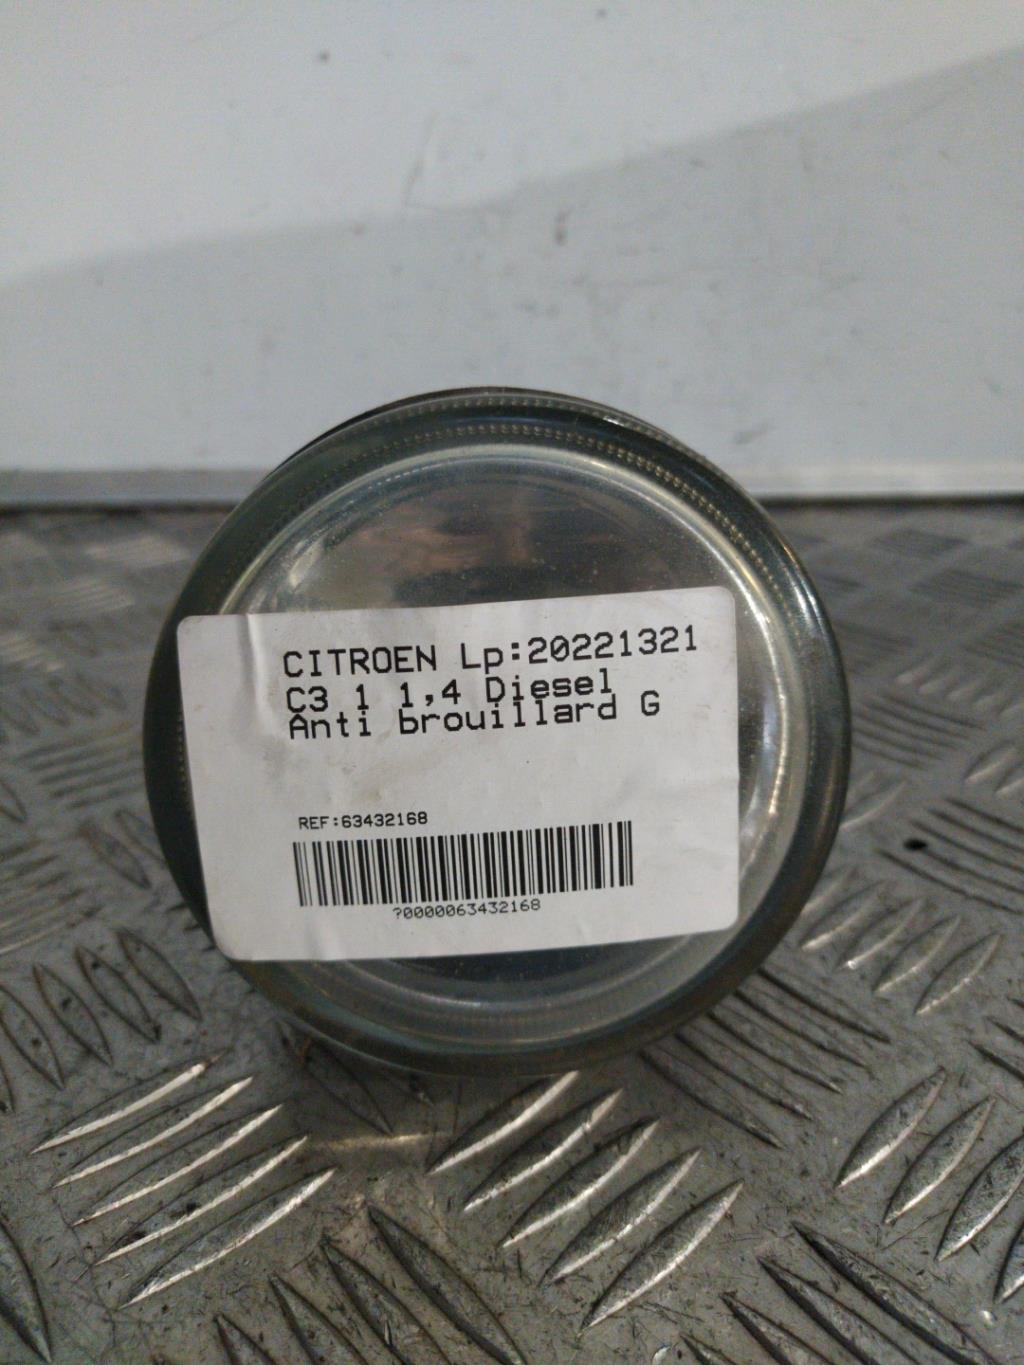 CITROEN Lp:20221321
C3 1 1,4 Diesel
Anti brouillard G
REF:63432168
?0000063432168